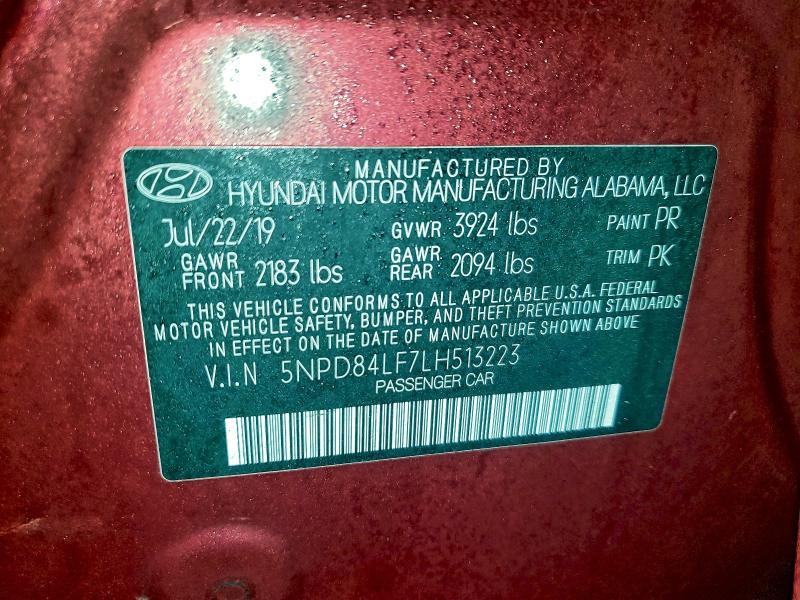 MANUFACTURED BY
HYUNDAI MOTOR MANUFACTURING ALABAMA, LLC
Jul/22/19 GVWR 3924 lbs PAINT PR
GAWR FRONT 2183 lbs GAWR REAR 2094 lbs TRIM PK
THIS VEHICLE CONFORMS TO ALL APPLICABLE U.S.A. FEDERAL
MOTOR VEHICLE SAFETY, BUMPER, AND THEFT PREVENTION STANDARDS
IN EFFECT ON THE DATE OF MANUFACTURE SHOWN ABOVE
V.I.N 5NPD84LF7LH513223
PASSENGER CAR